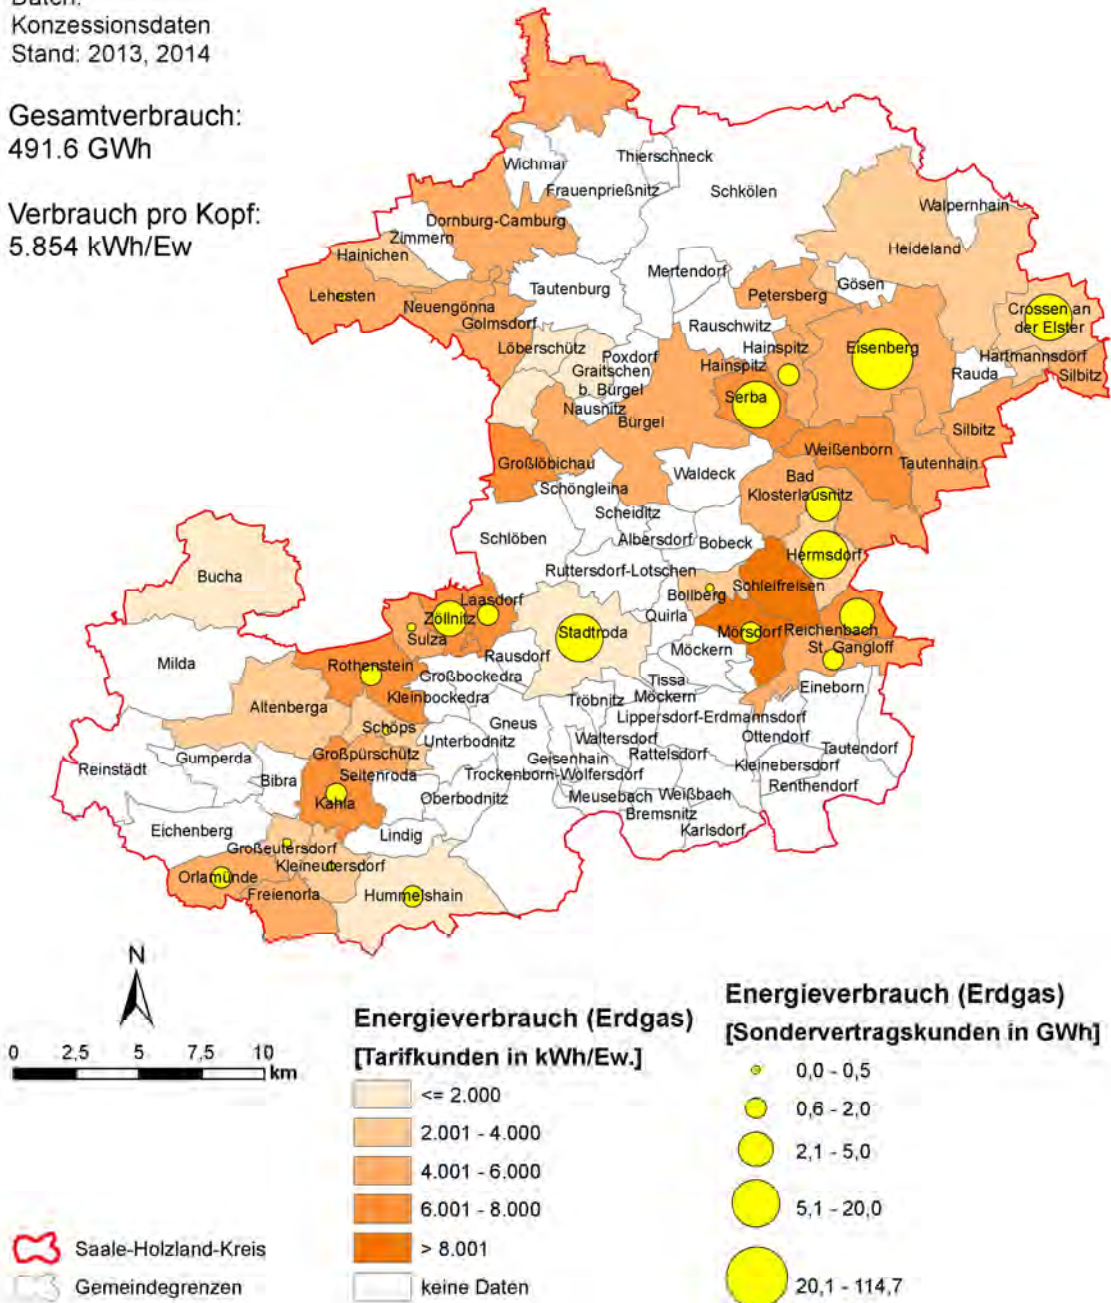 Daten:
Konzessionsdaten
Stand: 2013, 2014
Gesamtverbrauch:
491.6 GWh
Verbrauch pro Kopf:
5.854 kWh/Ew
Wichmar
Thierschneck
Frauenprießnitz
Schkölen
Walpernhain
Dornburg-Camburg
Zimmern
Hainichen
Heideland
Mertendorf
Gösen
Lehesten
Tautenburg
Petersberg
Neuengönna
Golmsdorf
Crossen an
der Elster
Rauschwitz
Löberschütz
Poxdorf
Hainspitz
Eisenberg
Hartmannsdorf
Graitschen
b. Bürgel
Hainspitz
Rauda
Silbitz
Nausnitz
Serba
Bürgel
Silbitz
Weißenborn
Großlöbichau
Tautenhain
Waldeck
Bad
Klosterlausnitz
Schöngleina
Scheiditz
Schlöben
Albersdorf
Bobeck
Hermsdorf
Ruttersdorf-Lotschen
Bucha
Schleifreisen
Bollberg
Laasdorf
Zöllnitz
Quirla
Sulza
Stadtroda
Mörsdorf
Reichenbach
Milda
Rausdorf
Möckern
St. Gangloff
Rothenstein
Großbockedra
Tissa
Eineborn
Kleinbockedra
Tröbnitz
Möckern
Altenberga
Lippersdorf-Erdmannsdorf
Schöps
Gneus
Ottendorf
Unterbodnitz
Waltersdorf
Tautendorf
Großpürschütz
Geisenhain
Rattelsdorf
Gumperda
Kleinebersdorf
Reinstädt
Bibra
Seitenroda
Trockenborn-Wolfersdorf
Renthendorf
Kahla
Oberbodnitz
Meusebach
Weißbach
Bremsnitz
Eichenberg
Lindig
Karlsdorf
Großeutersdorf
Kleineutersdorf
Orlamünde
Freienorla
Hummelshain
N
0 2,5 5 7,5 10
km
Energieverbrauch (Erdgas)
[Tarifkunden in kWh/Ew.]
<= 2.000
2.001 - 4.000
4.001 - 6.000
6.001 - 8.000
> 8.001
keine Daten
Energieverbrauch (Erdgas)
[Sondervertragskunden in GWh]
0,0 - 0,5
0,6 - 2,0
2,1 - 5,0
5,1 - 20,0
20,1 - 114,7
Saale-Holzland-Kreis
Gemeindegrenzen